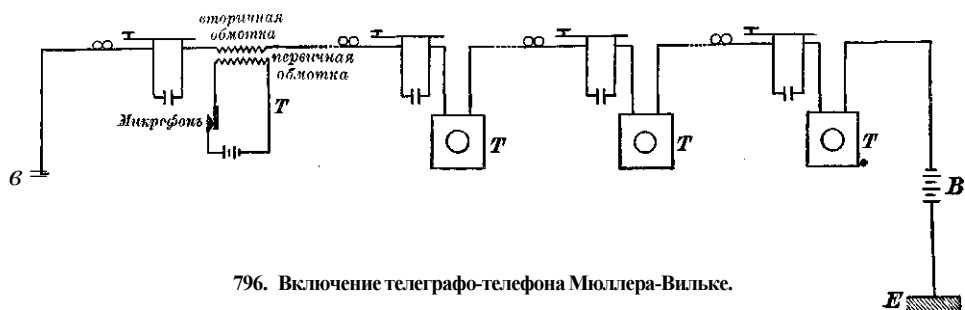 вторичная
обмотка
первичная
обмотка
Микрофонъ
T
T
T
T
в
B
E
796. Включение телеграфо-телефона Мюллера-Вильке.